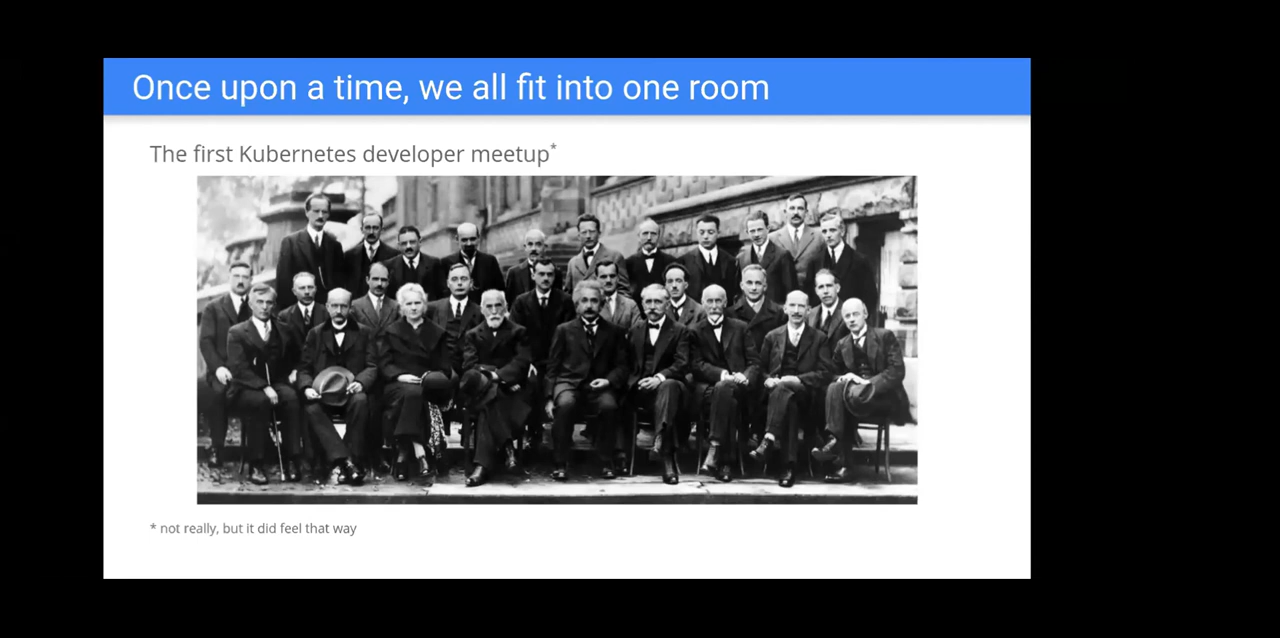 Once upon a time, we all fit into one room
The first Kubernetes developer meetup*
* not really, but it did feel that way